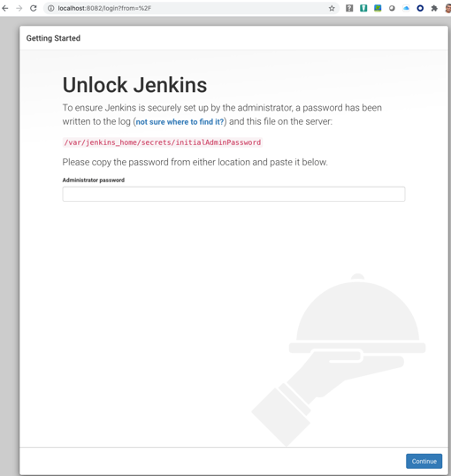 localhost:8082/login?from=%2F
Getting Started
Unlock Jenkins
To ensure Jenkins is securely set up by the administrator, a password has been
written to the log (not sure where to find it?) and this file on the server:
/var/jenkins_home/secrets/initialAdminPassword
Please copy the password from either location and paste it below.
Administrator password
Continue